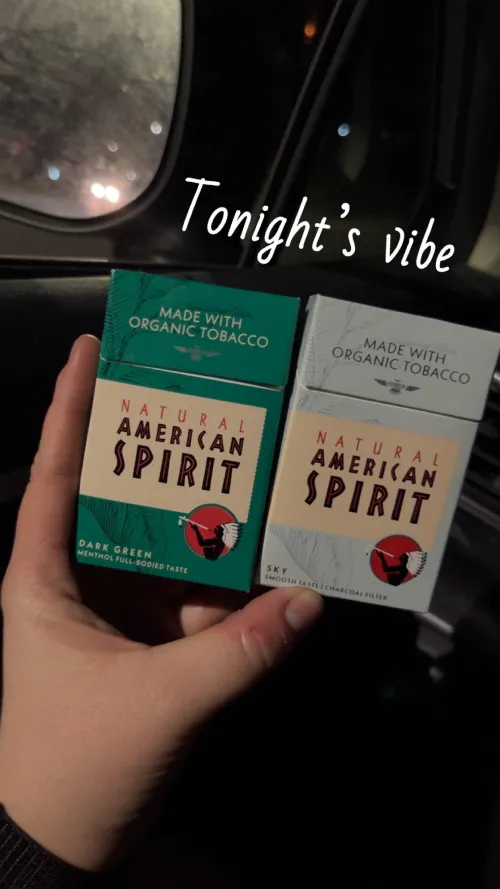 Tonight's vibe
MADE WITH
ORGANIC TOBACCO
NATURAL
AMERICAN
SPIRIT
DARK GREEN
MENTHOL FULL-BODIED TASTE
MADE WITH
ORGANIC TOBACCO
NATURAL
AMERICAN
SPIRIT
SKY
SMOOTH TASTE | CHARCOAL FILTER